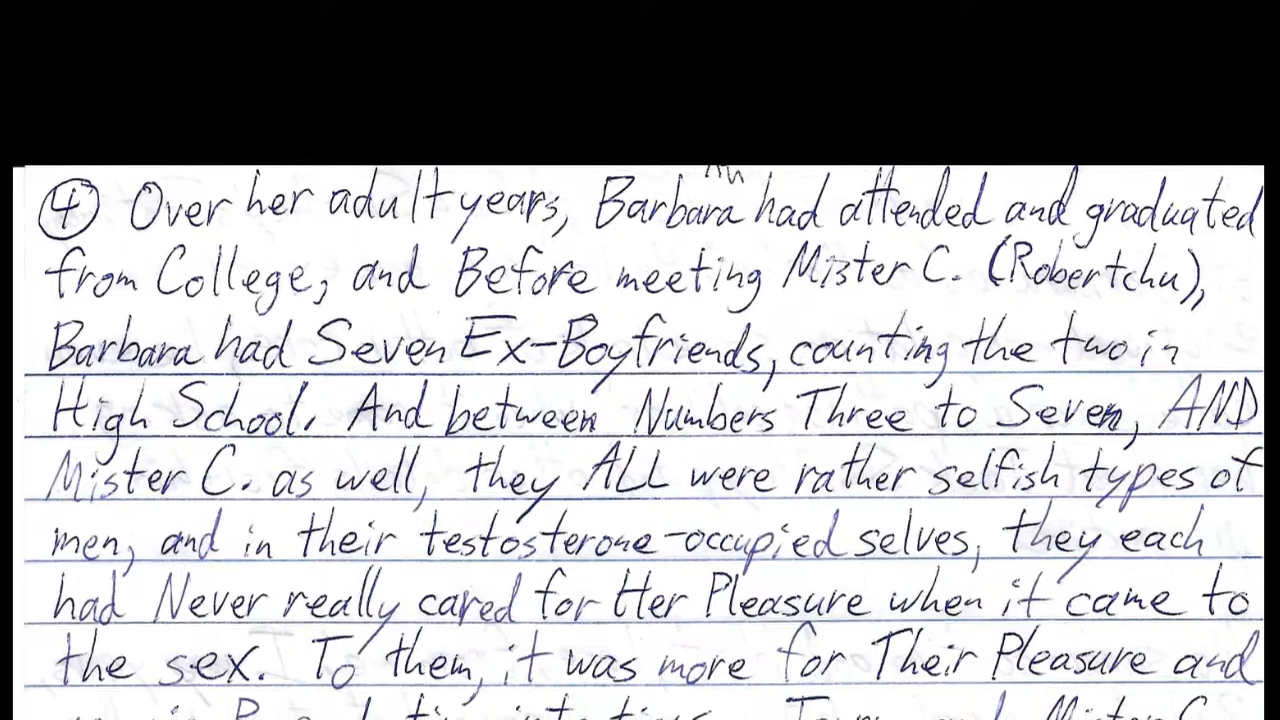 ④ Over her adult years, Barbara had attended and graduated
from College, and Before meeting Mister C. (Robertchu),
Barbara had Seven Ex-Boyfriends, counting the two in
High School. And between Numbers Three to Seven, AND
Mister C. as well, they ALL were rather selfish types of
men, and in their testosterone-occupied selves, they each
had Never really cared for Her Pleasure when it came to
the sex. To them, it was more for Their Pleasure and